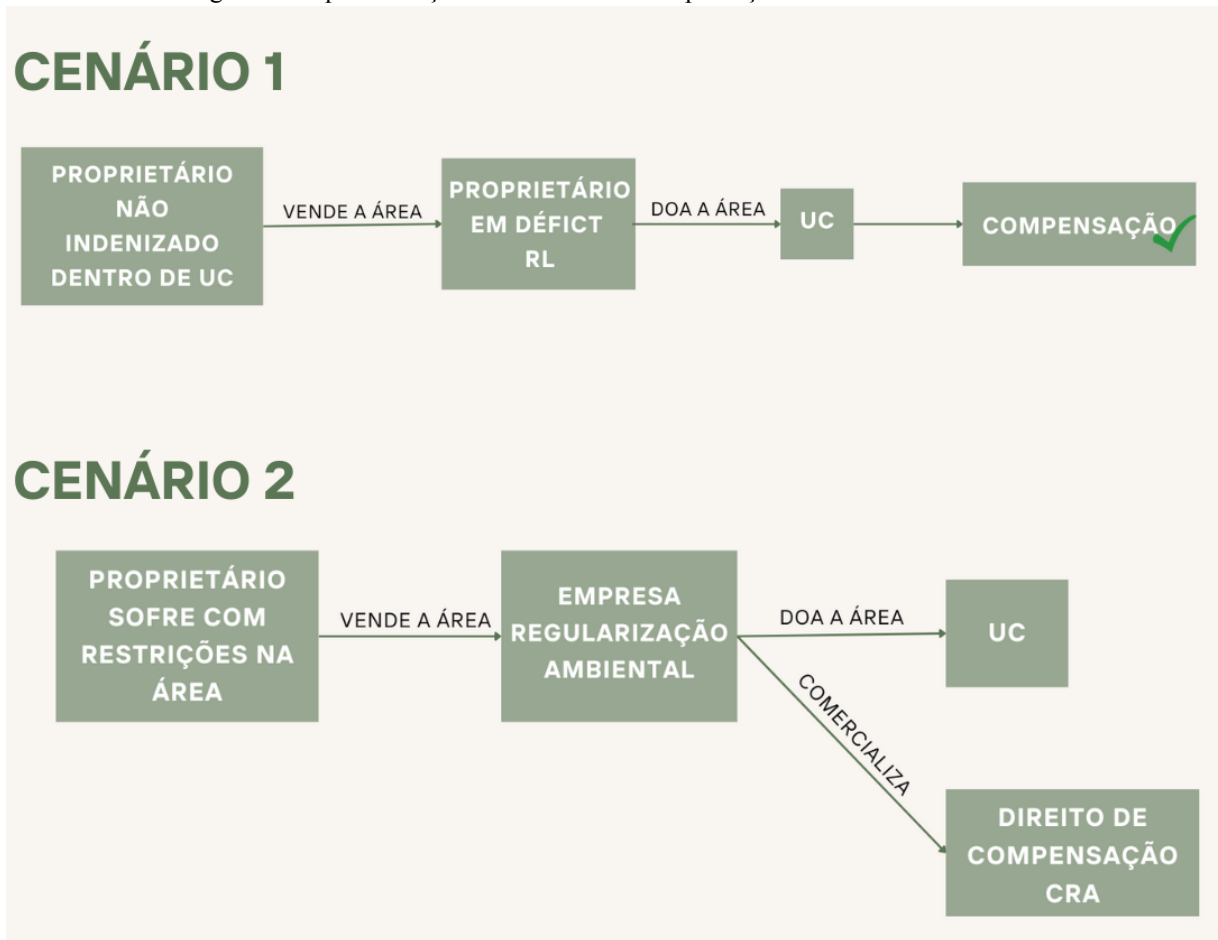 CENÁRIO 1
PROPRIETÁRIO
NÃO
INDENIZADO
DENTRO DE UC
VENDE A ÁREA
PROPRIETÁRIO
EM DÉFICT
RL
DOA A ÁREA
UC
COMPENSAÇÃO
CENÁRIO 2
PROPRIETÁRIO
SOFRE COM
RESTRIÇÕES NA
ÁREA
VENDE A ÁREA
EMPRESA
REGULARIZAÇÃO
AMBIENTAL
DOA A ÁREA
UC
COMERCIALIZA
DIREITO DE
COMPENSAÇÃO
CRA